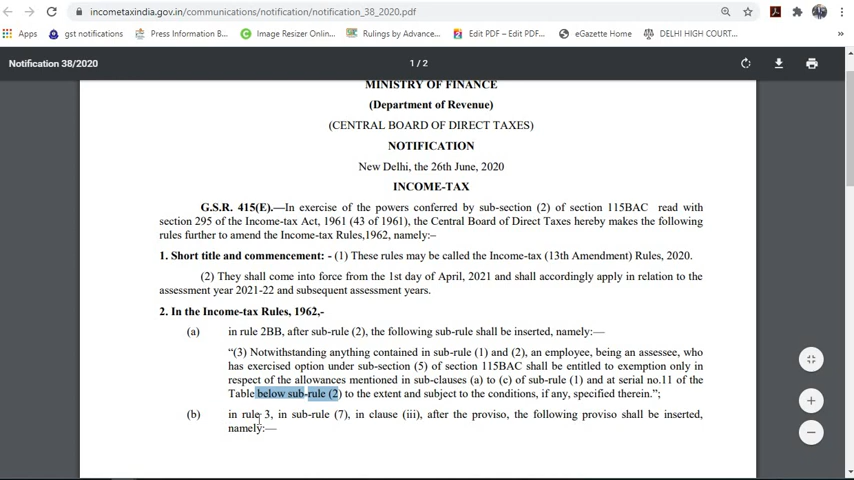 incometaxindia.gov.in/communications/notification/notification_38_2020.pdf
Apps gst notifications Press Information B... Image Resizer Onlin... Rulings by Advance... Edit PDF – Edit PDF... eGazette Home DELHI HIGH COURT... »
Notification 38/2020 1 / 2
MINISTRY OF FINANCE
(Department of Revenue)
(CENTRAL BOARD OF DIRECT TAXES)
NOTIFICATION
New Delhi, the 26th June, 2020
INCOME-TAX
G.S.R. 415(E).—In exercise of the powers conferred by sub-section (2) of section 115BAC read with
section 295 of the Income-tax Act, 1961 (43 of 1961), the Central Board of Direct Taxes hereby makes the following
rules further to amend the Income-tax Rules,1962, namely:–
1. Short title and commencement: - (1) These rules may be called the Income-tax (13th Amendment) Rules, 2020.
(2) They shall come into force from the 1st day of April, 2021 and shall accordingly apply in relation to the
assessment year 2021-22 and subsequent assessment years.
2. In the Income-tax Rules, 1962,-
(a) in rule 2BB, after sub-rule (2), the following sub-rule shall be inserted, namely:—
“(3) Notwithstanding anything contained in sub-rule (1) and (2), an employee, being an assessee, who
has exercised option under sub-section (5) of section 115BAC shall be entitled to exemption only in
respect of the allowances mentioned in sub-clauses (a) to (c) of sub-rule (1) and at serial no.11 of the
Table below sub-rule (2) to the extent and subject to the conditions, if any, specified therein.”;
(b) in rule 3, in sub-rule (7), in clause (iii), after the proviso, the following proviso shall be inserted,
namely:—